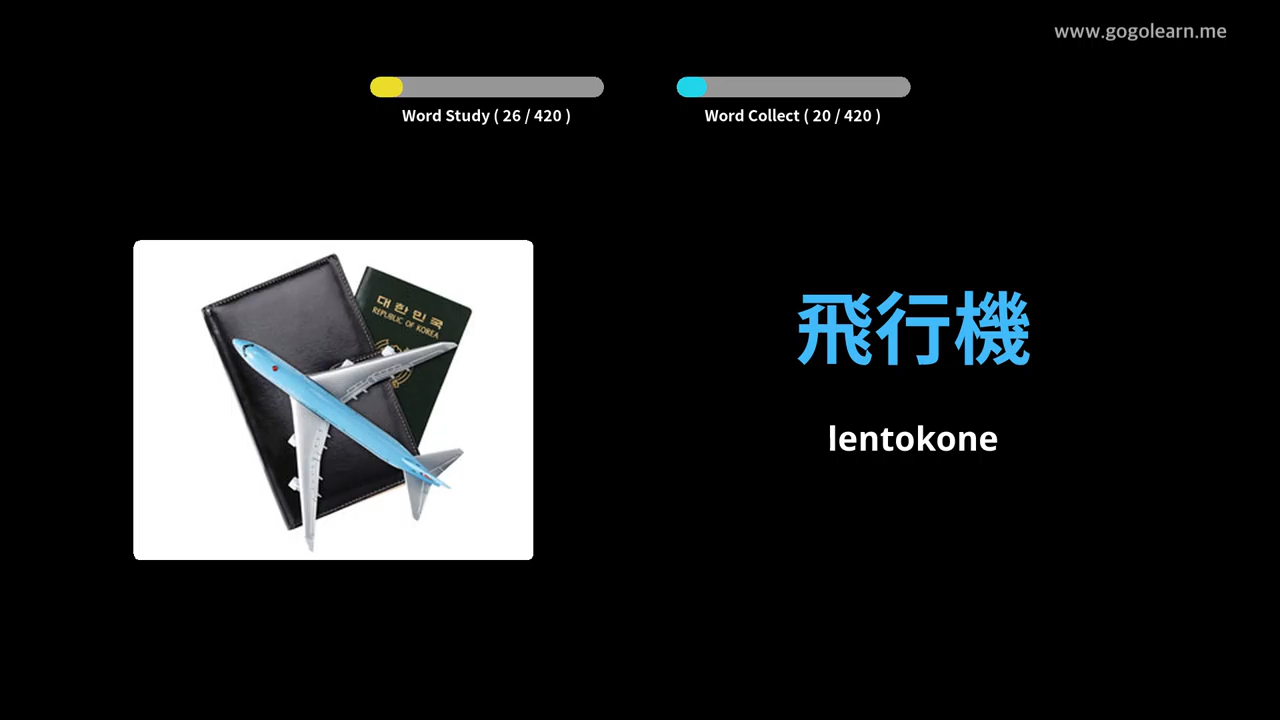 www.gogolearn.me
Word Study ( 26 / 420 )
Word Collect ( 20 / 420 )
대한민국
REPUBLIC OF KOREA
飛行機
lentokone